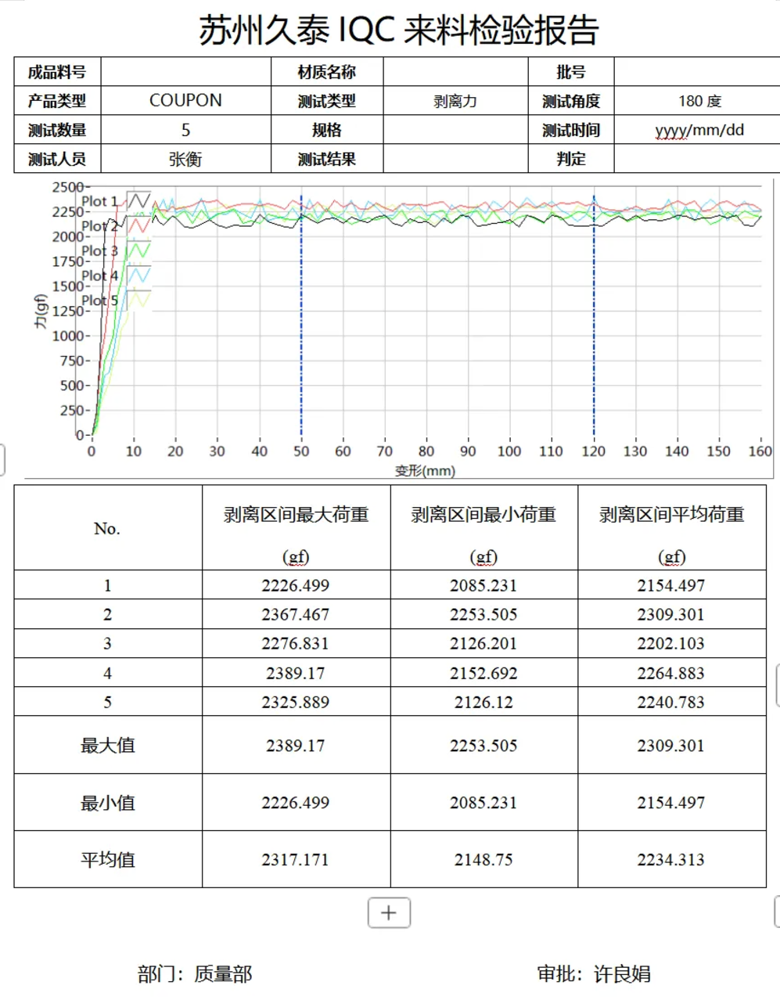 苏州久泰 IQC 来料检验报告
成品料号 材质名称 批号
产品类型 COUPON 测试类型 剥离力 测试角度 180 度
测试数量 5 规格 测试时间 yyyy/mm/dd
测试人员 张衡 测试结果 判定
2500
Plot 1
2250
Plot 2
2000
Plot 3
1750
Plot 4
1500
Plot 5
1250
力(gf)
1000
750
500
250
0
0 10 20 30 40 50 60 70 80 90 100 110 120 130 140 150 160
变形(mm)
No. 剥离区间最大荷重 (gf) 剥离区间最小荷重 (gf) 剥离区间平均荷重 (gf)
1 2226.499 2085.231 2154.497
2 2367.467 2253.505 2309.301
3 2276.831 2126.201 2202.103
4 2389.17 2152.692 2264.883
5 2325.889 2126.12 2240.783
最大值 2389.17 2253.505 2309.301
最小值 2226.499 2085.231 2154.497
平均值 2317.171 2148.75 2234.313
部门：质量部 审批：许良娟